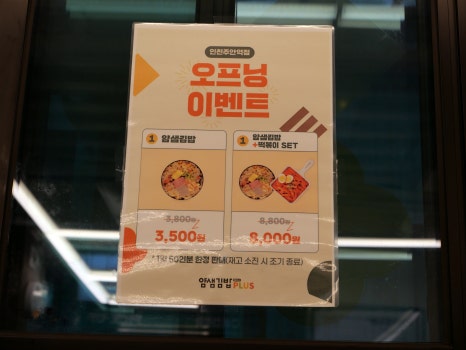 인천주안역점
오프닝
이벤트
1 얌샘김밥
3,800원
3,500원
1 얌샘김밥
+떡볶이 SET
8,800원
8,000원
50인분 한정 판매(재고 소진 시 조기 종료)
얌샘김밥 PLUS